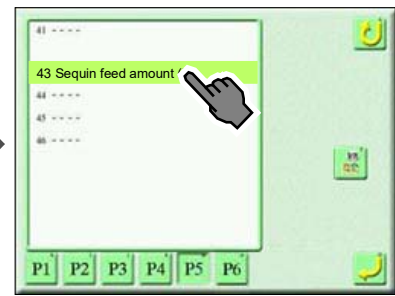 41 ----
43 Sequin feed amount
44 ----
45 ----
46 ----
P1 P2 P3 P4 P5 P6